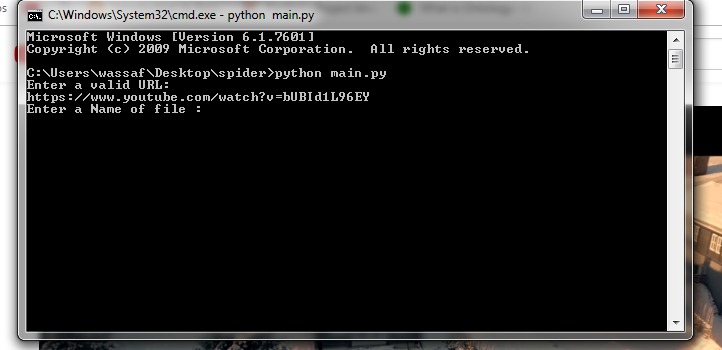 C:\Windows\System32\cmd.exe - python  main.py
Microsoft Windows [Version 6.1.7601]
Copyright (c) 2009 Microsoft Corporation.  All rights reserved.
C:\Users\wassaf\Desktop\spider>python main.py
Enter a valid URL:
https://www.youtube.com/watch?v=bUBId1L96EY
Enter a Name of file :